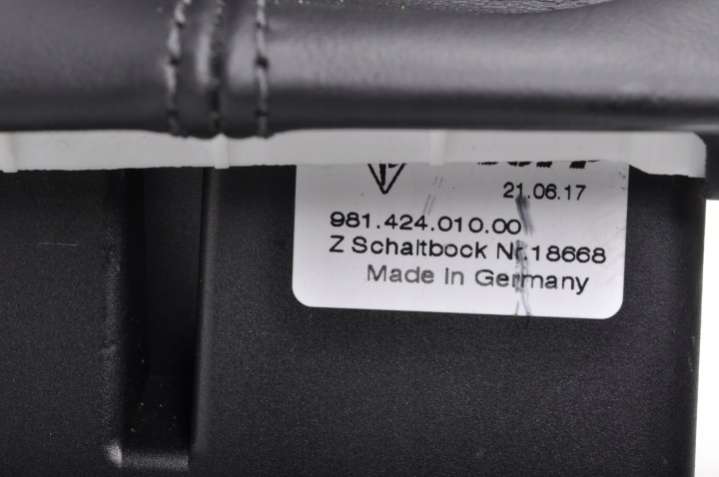 21.06.17
981.424.010.00
Z Schaltbock Nr.18668
Made In Germany